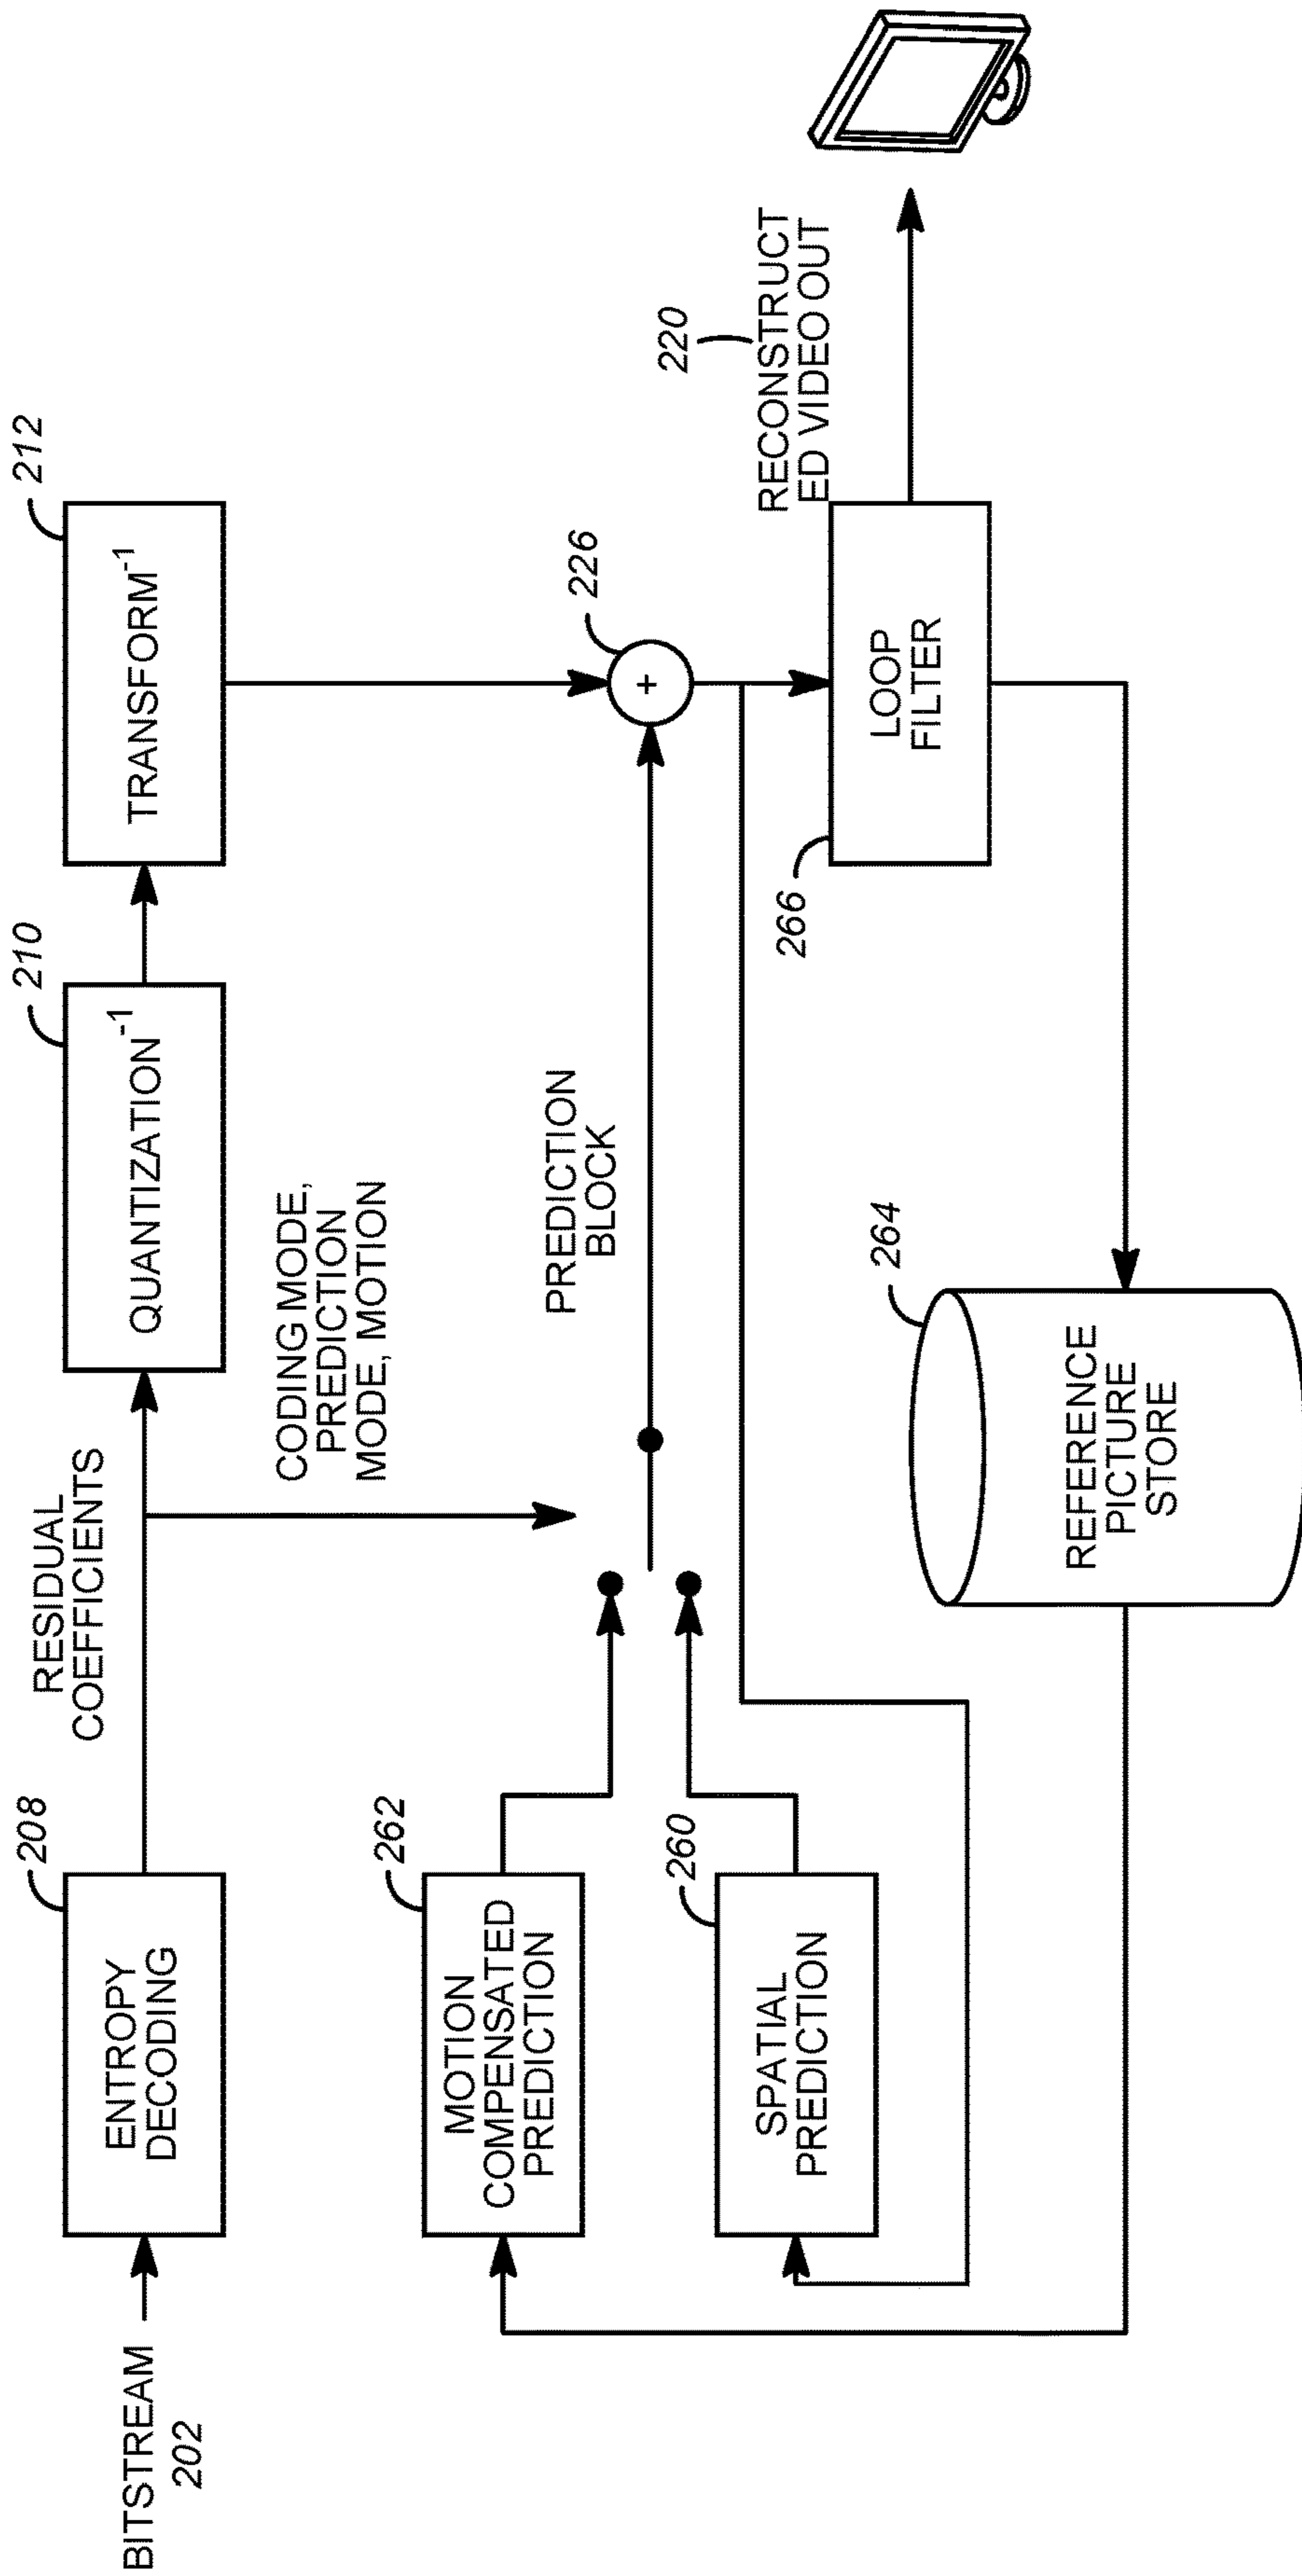 BITSTREAM
202
208
ENTROPY
DECODING
RESIDUAL
COEFFICIENTS
210
QUANTIZATION-1
212
TRANSFORM-1
CODING MODE,
PREDICTION
MODE, MOTION
262
MOTION
COMPENSATED
PREDICTION
260
SPATIAL
PREDICTION
PREDICTION
BLOCK
226
+
220
RECONSTRUCT
ED VIDEO OUT
266
LOOP
FILTER
264
REFERENCE
PICTURE
STORE